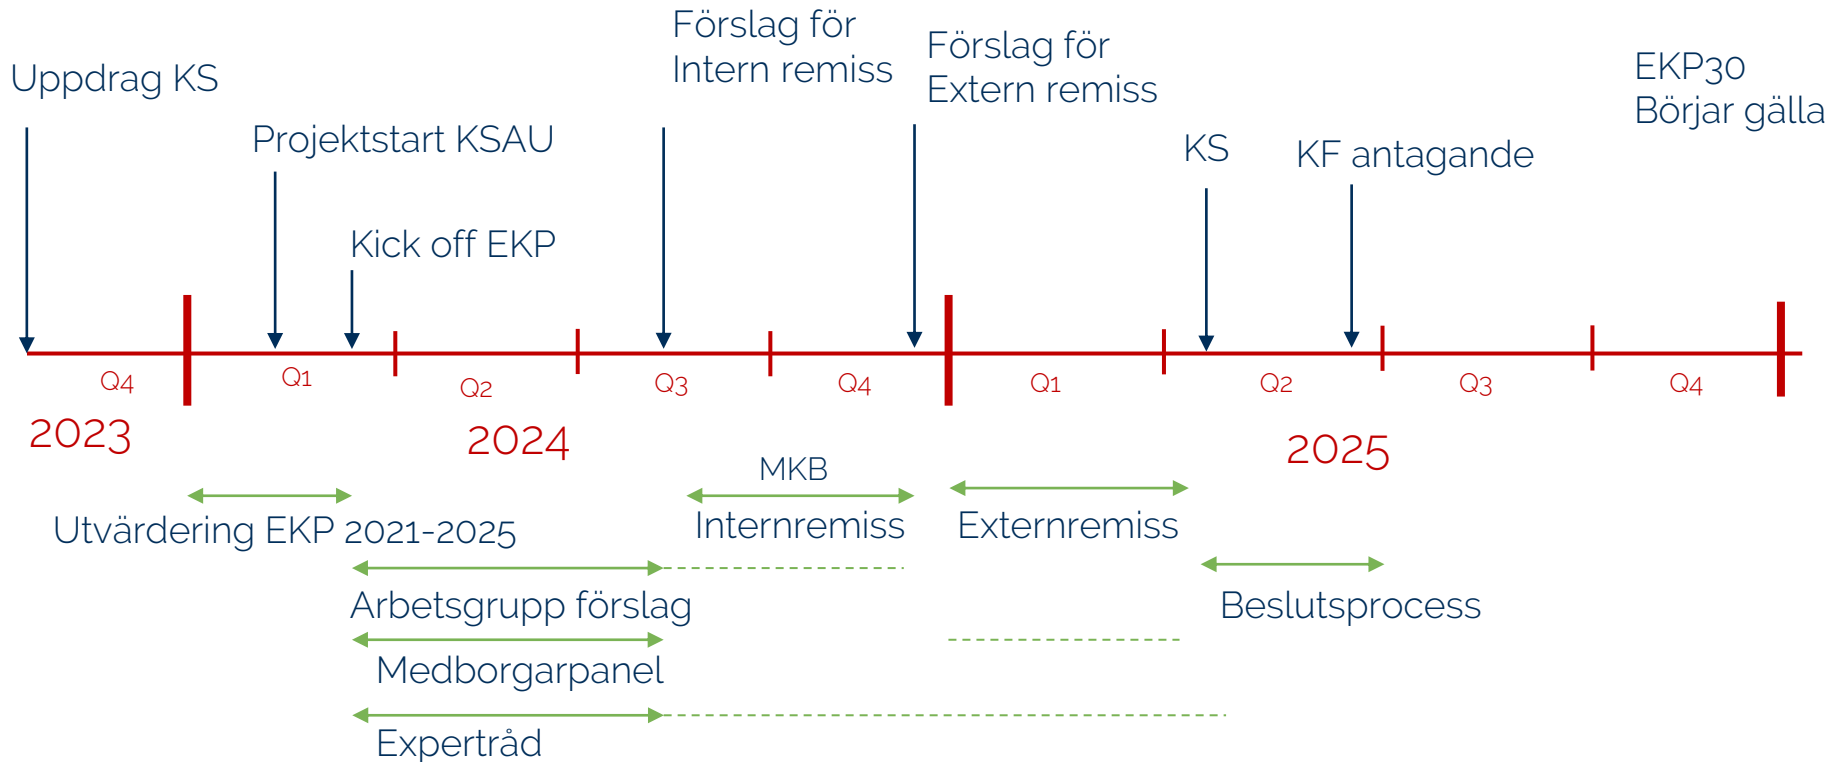 Uppdrag KS
Projektstart KSAU
Kick off EKP
Förslag för
Intern remiss
Förslag för
Extern remiss
KS
KF antagande
EKP30
Börjar gälla
Q4
Q1
Q2
Q3
Q4
Q1
Q2
Q3
Q4
2023
2024
2025
Utvärdering EKP 2021-2025
MKB
Internremiss
Externremiss
Arbetsgrupp förslag
Beslutsprocess
Medborgarpanel
Expertråd